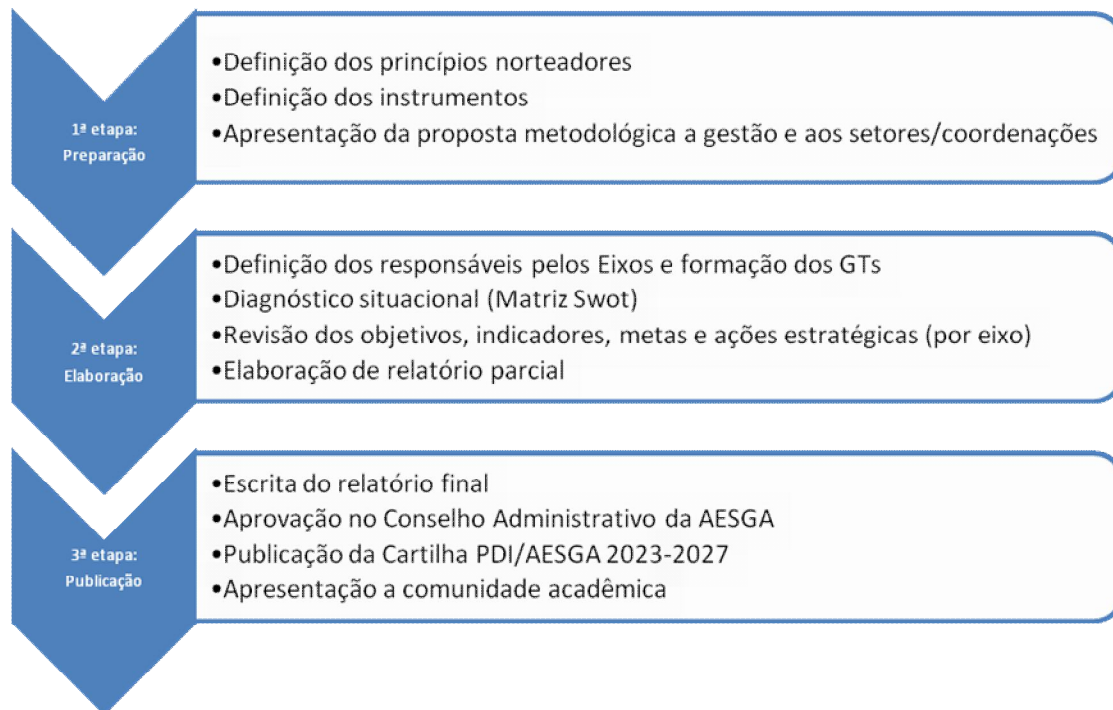 1ª etapa:
Preparação
•Definição dos princípios norteadores
•Definição dos instrumentos
•Apresentação da proposta metodológica a gestão e aos setores/coordenações
2ª etapa:
Elaboração
•Definição dos responsáveis pelos Eixos e formação dos GTs
•Diagnóstico situacional (Matriz Swot)
•Revisão dos objetivos, indicadores, metas e ações estratégicas (por eixo)
•Elaboração de relatório parcial
3ª etapa:
Publicação
•Escrita do relatório final
•Aprovação no Conselho Administrativo da AESGA
•Publicação da Cartilha PDI/AESGA 2023-2027
•Apresentação a comunidade acadêmica